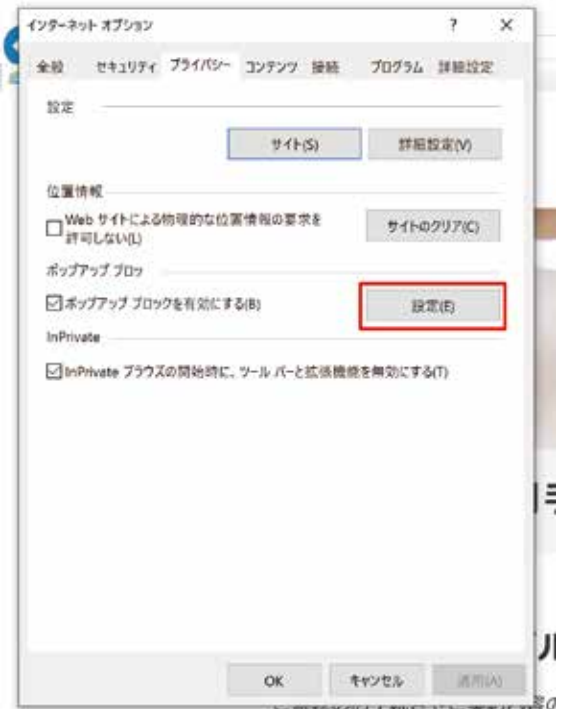 インターネット オプション ? ×
全般 セキュリティ プライバシー コンテンツ 接続 プログラム 詳細設定
設定
サイト(S) 詳細設定(V)
位置情報
Web サイトによる物理的な位置情報の要求を
許可しない(L)
サイトのクリア(C)
ポップアップ ブロッ
ポップアップ ブロックを有効にする(B) 設定(E)
InPrivate
InPrivate ブラウズの開始時に、ツール バーと拡張機能を無効にする(T)
OK キャンセル 適用(A)